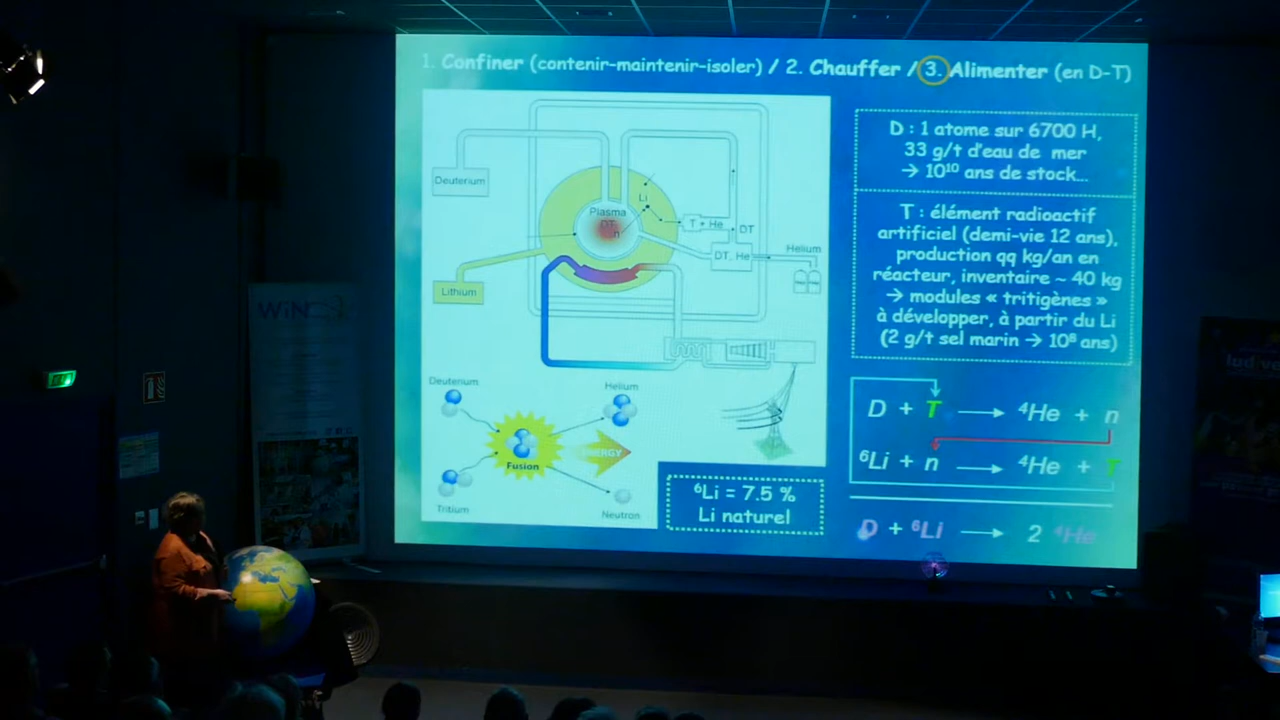 1. Confiner (contenir-maintenir-isoler) / 2. Chauffer / 3. Alimenter (en D-T)
Deuterium
Li
Plasma
DT
n
T + He
DT
DT, He
Helium
Lithium
D : 1 atome sur 6700 H,
33 g/t d'eau de mer
→ 10¹⁰ ans de stock...
T : élément radioactif
artificiel (demi-vie 12 ans),
production qq kg/an en
réacteur, inventaire ~ 40 kg
→ modules « tritigènes »
à développer, à partir du Li
(2 g/t sel marin → 10⁸ ans)
Deuterium
Helium
Fusion
ENERGY
Tritium
Neutron
⁶Li = 7.5 %
Li naturel
D + T → ⁴He + n
⁶Li + n → ⁴He + T
D + ⁶Li → 2 ⁴He
WiN